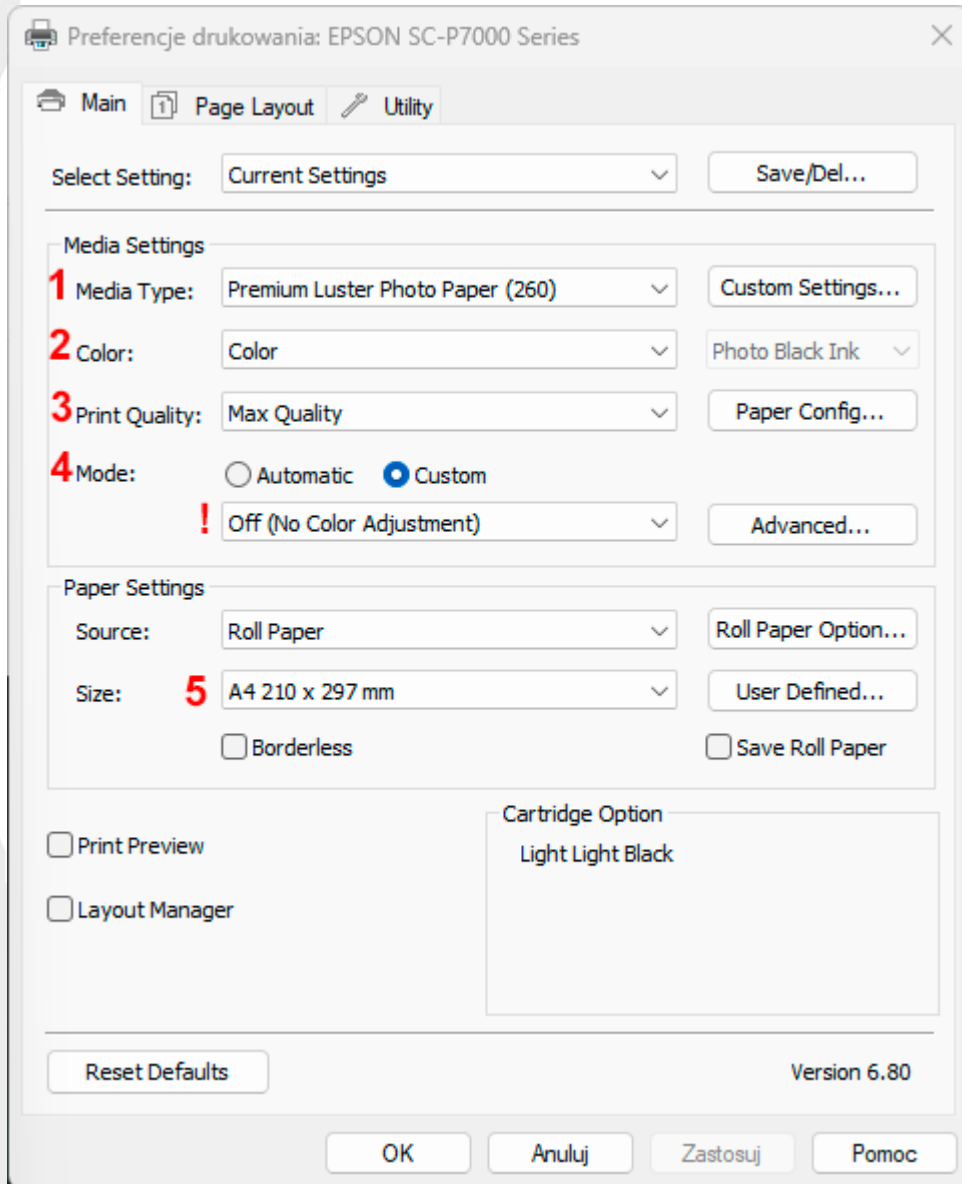 Preferencje drukowania: EPSON SC-P7000 Series
Main 1 Page Layout Utility
Select Setting: Current Settings Save/Del...
Media Settings
1 Media Type: Premium Luster Photo Paper (260) Custom Settings...
2 Color: Color Photo Black Ink
3 Print Quality: Max Quality Paper Config...
4 Mode: Automatic Custom
! Off (No Color Adjustment) Advanced...
Paper Settings
Source: Roll Paper Roll Paper Option...
Size: 5 A4 210 x 297 mm User Defined...
Borderless Save Roll Paper
Cartridge Option
Print Preview Light Light Black
Layout Manager
Reset Defaults Version 6.80
OK Anuluj Zastosuj Pomoc